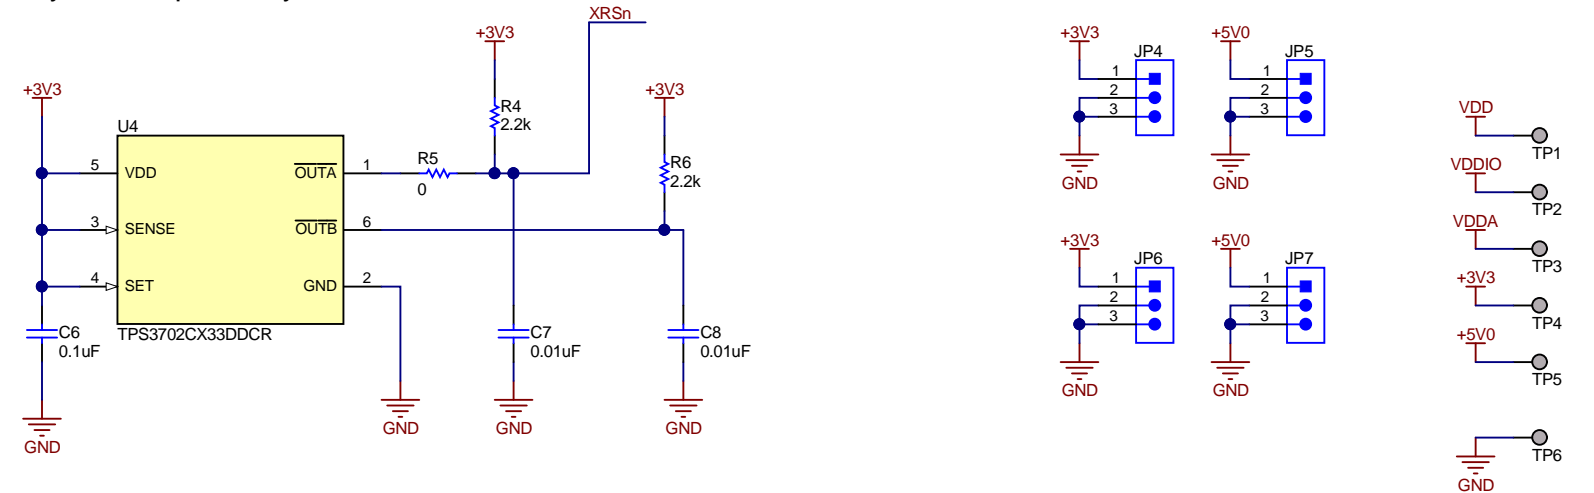 XRSn
+3V3
R4
2.2k
+3V3
R6
2.2k
+3V3
U4
5 VDD
OUTA 1
R5
0
3 SENSE
OUTB 6
4 SET
GND 2
TPS3702CX33DDCR
C6
0.1uF
C7
0.01uF
C8
0.01uF
GND
GND
GND
GND
+3V3
JP4
1
2
3
GND
+5V0
JP5
1
2
3
GND
+3V3
JP6
1
2
3
GND
+5V0
JP7
1
2
3
GND
VDD
TP1
VDDIO
TP2
VDDA
TP3
+3V3
TP4
+5V0
TP5
TP6
GND